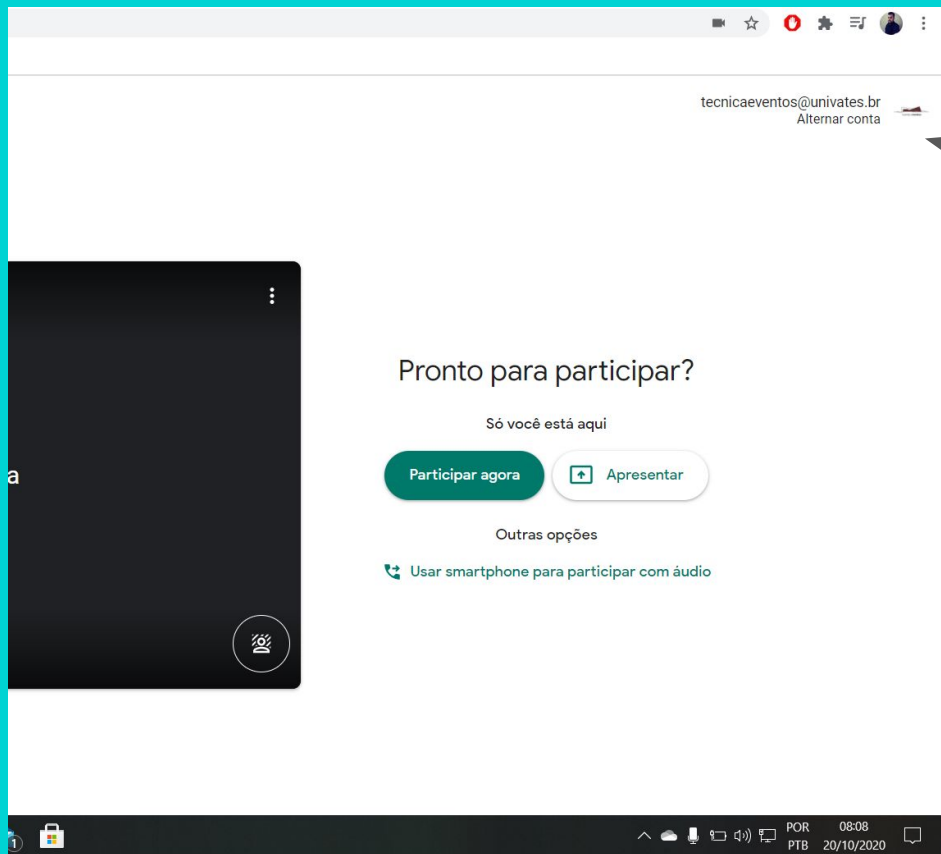 tecnicaeventos@univates.br
Alternar conta
Pronto para participar?
Só você está aqui
a
Participar agora
Apresentar
Outras opções
Usar smartphone para participar com áudio
1
POR
08:08
PTB
20/10/2020